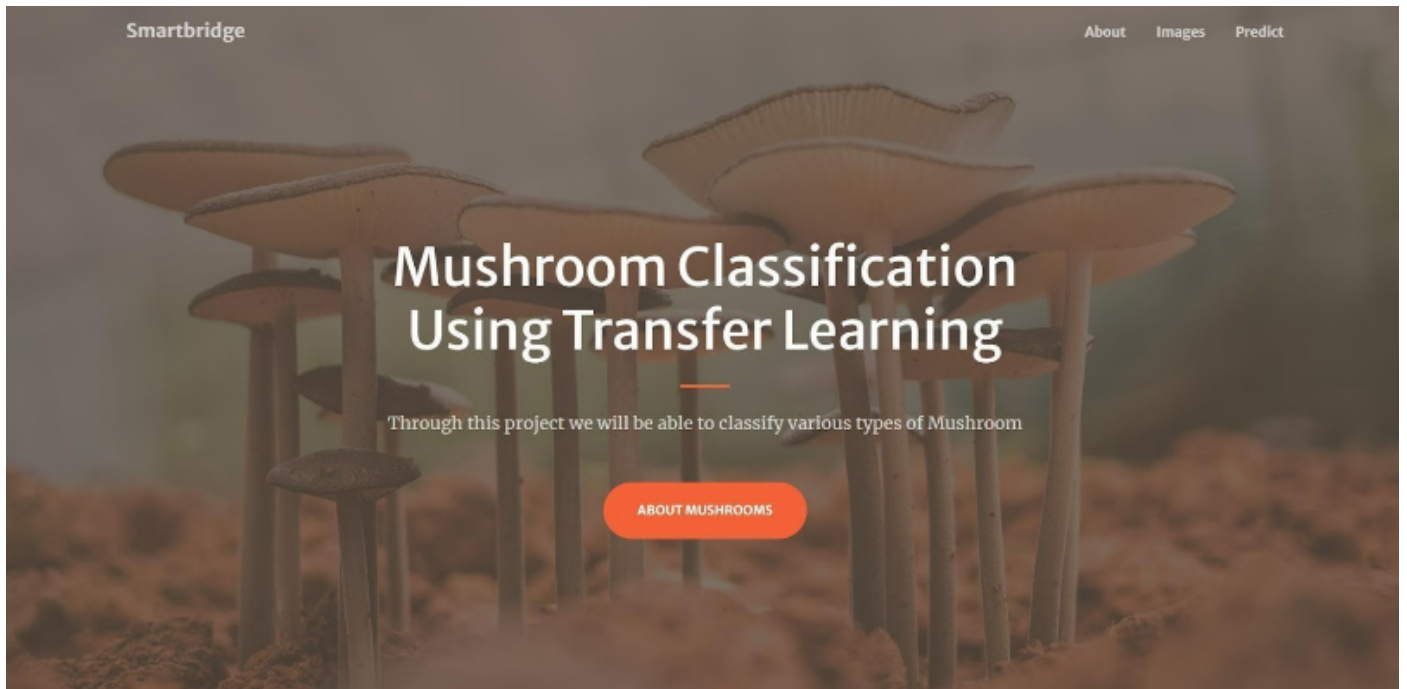 Smartbridge
About Images Predict
Mushroom Classification
Using Transfer Learning
Through this project we will be able to classify various types of Mushroom
ABOUT MUSHROOMS